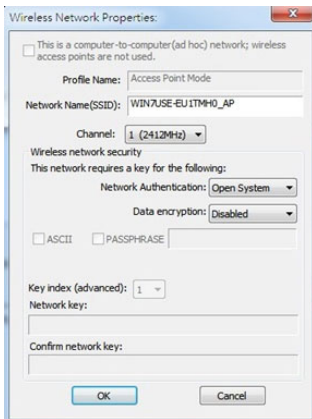 Wireless Network Properties:
This is a computer-to-computer(ad hoc) network; wireless
access points are not used.
Profile Name: Access Point Mode
Network Name(SSID): WIN7USE-EU1TMH0_AP
Channel: 1 (2412MHz)
Wireless network security
This network requires a key for the following:
Network Authentication: Open System
Data encryption: Disabled
ASCII PASSPHRASE
Key index (advanced): 1
Network key:
Confirm network key:
OK Cancel